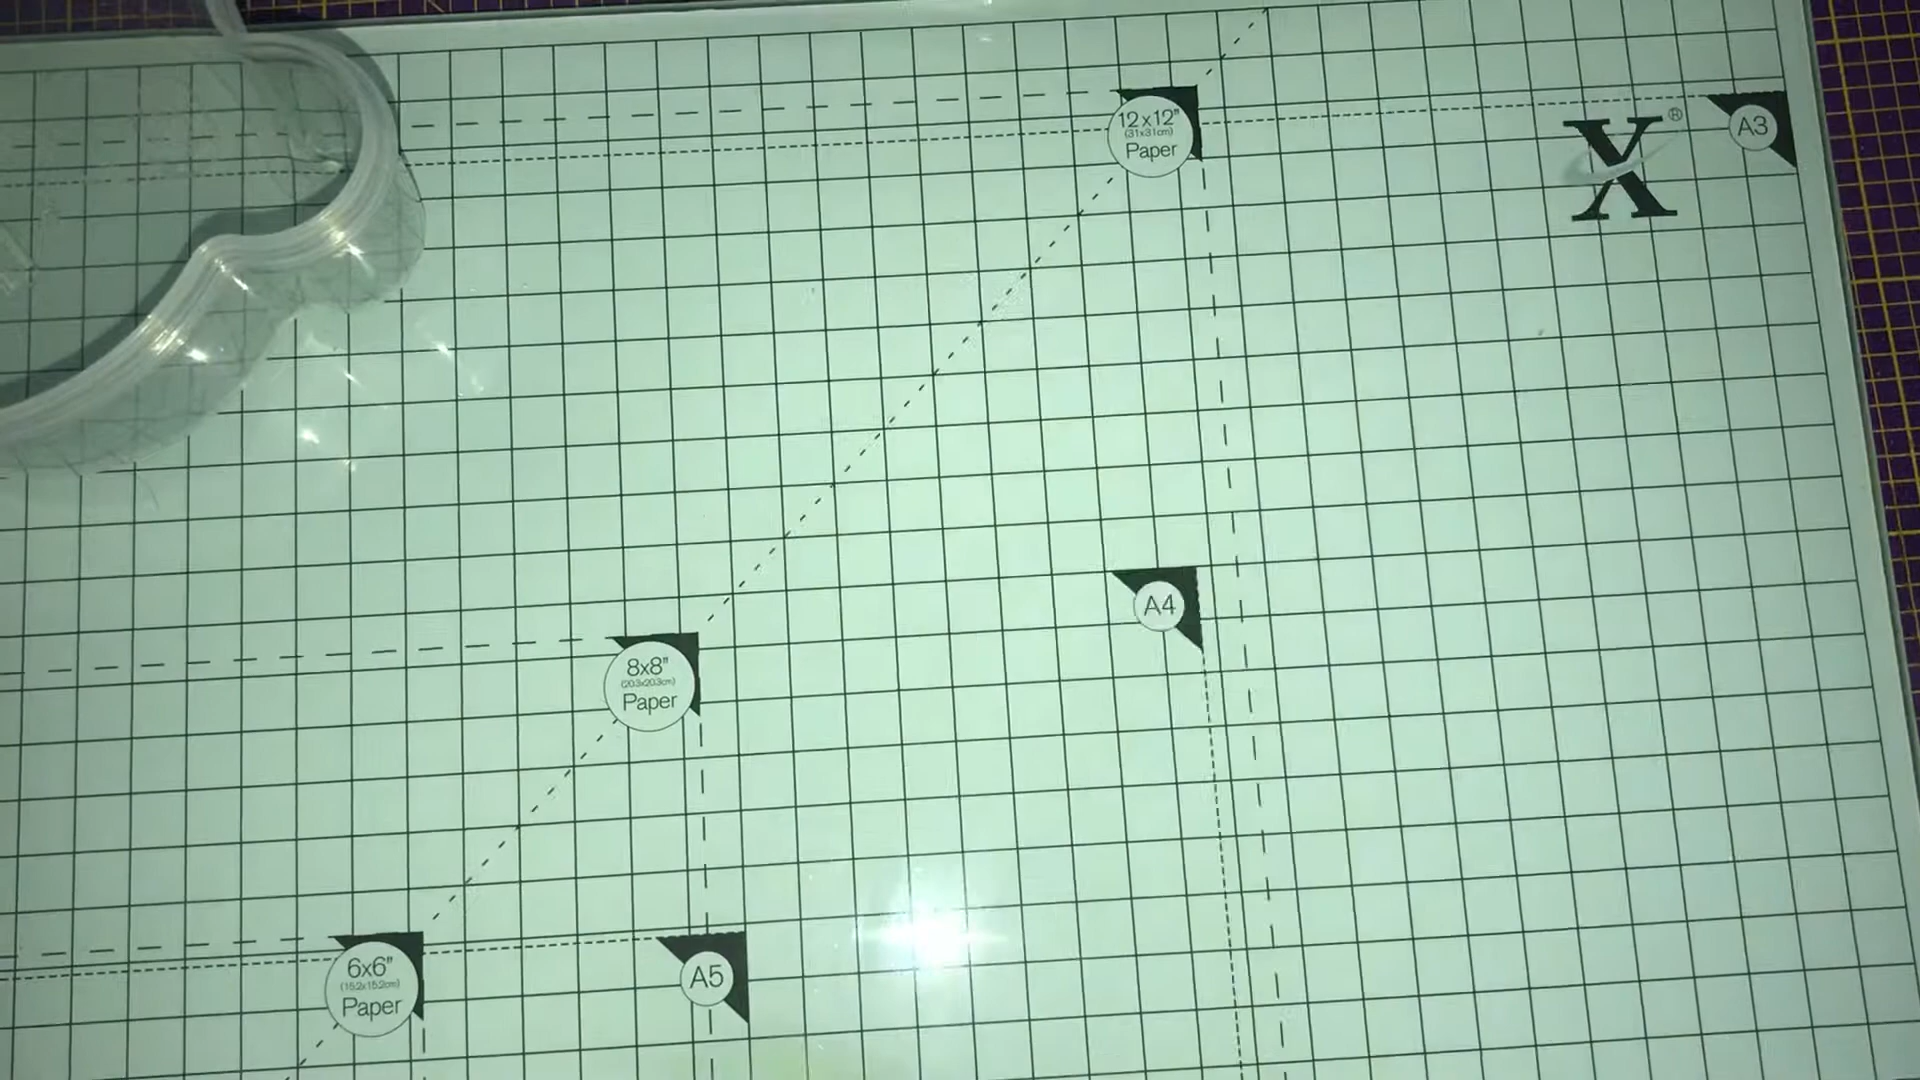 12x12"
(31x31cm)
Paper
X®
A3
A4
8x8"
(20.3x20.3cm)
Paper
6x6"
(15.2x15.2cm)
Paper
A5